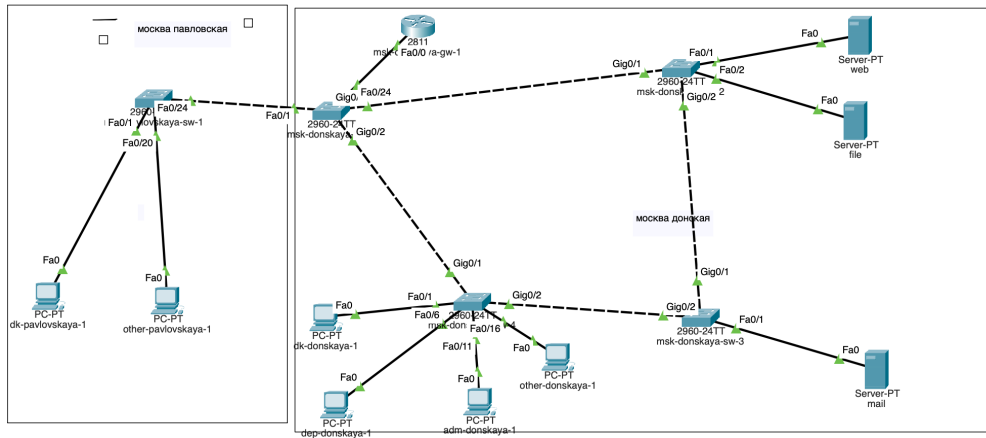 москва павловская
2811
Fa0/0
ra-gw-1
Fa0/24
Fa0/1
Fa0/20
Fa0
PC-PT
dk-pavlovskaya-1
Fa0
PC-PT
other-pavlovskaya-1
Fa0/1
Fa0/24
2960-24TT
msk-donskaya-
Gig0/2
Gig0/1
Fa0/1
Fa0/2
2960-24TT
Gig0/2
Fa0
Server-PT
web
Fa0
Server-PT
file
москва донская
Gig0/1
Fa0/1
Fa0/6
Fa0/11
Fa0/16
Gig0/2
Fa0
PC-PT
dk-donskaya-1
Fa0
PC-PT
dep-donskaya-1
Fa0
PC-PT
adm-donskaya-1
Fa0
PC-PT
other-donskaya-1
Gig0/1
Gig0/2
Fa0/1
2960-24TT
msk-donskaya-sw-3
Fa0
Server-PT
mail